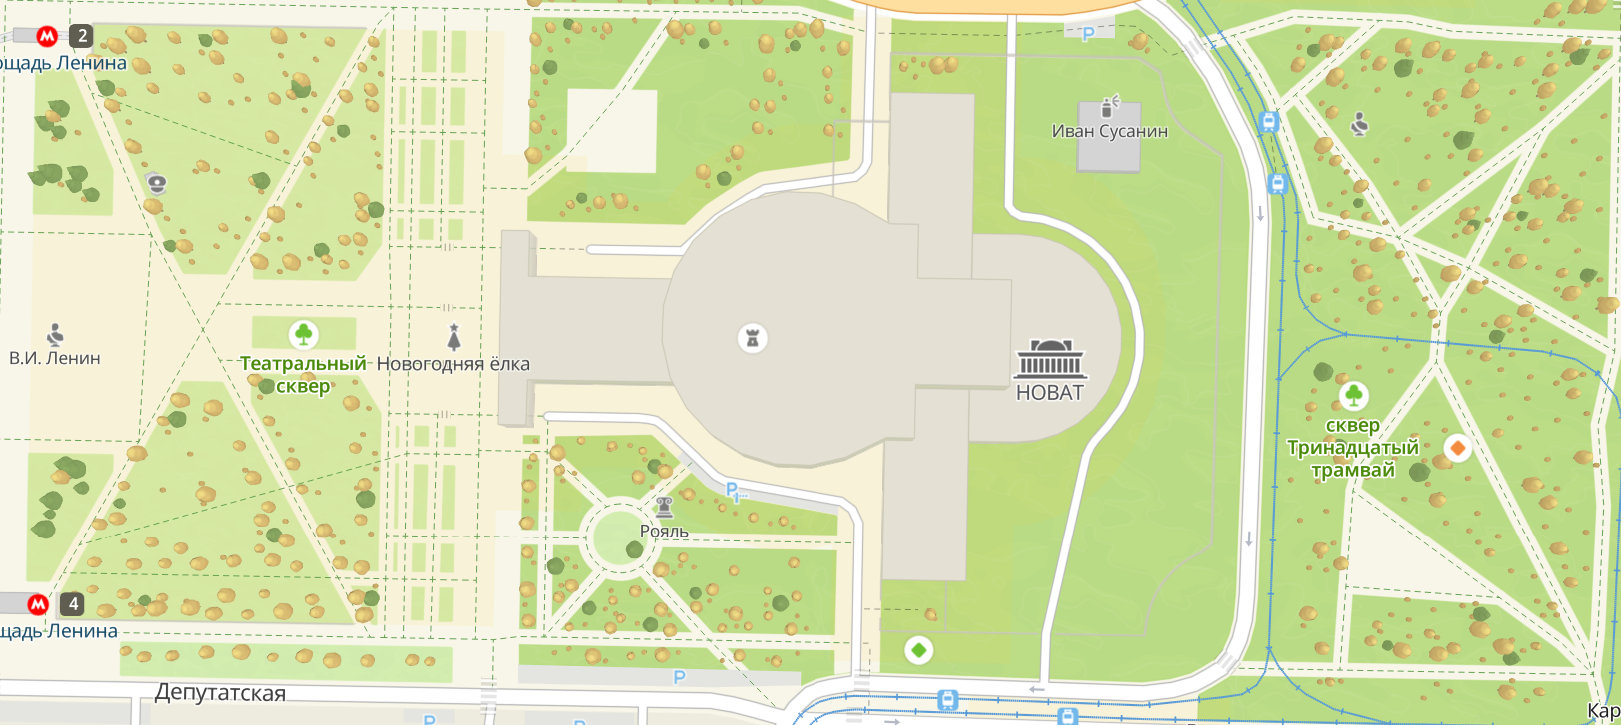 2
ощадь Ленина
P
Иван Сусанин
В.И. Ленин
Театральный
сквер
Новогодняя ёлка
НОВАТ
сквер
Тринадцатый
трамвай
P...
Рояль
4
щадь Ленина
P
Депутатская
P
P
Кар